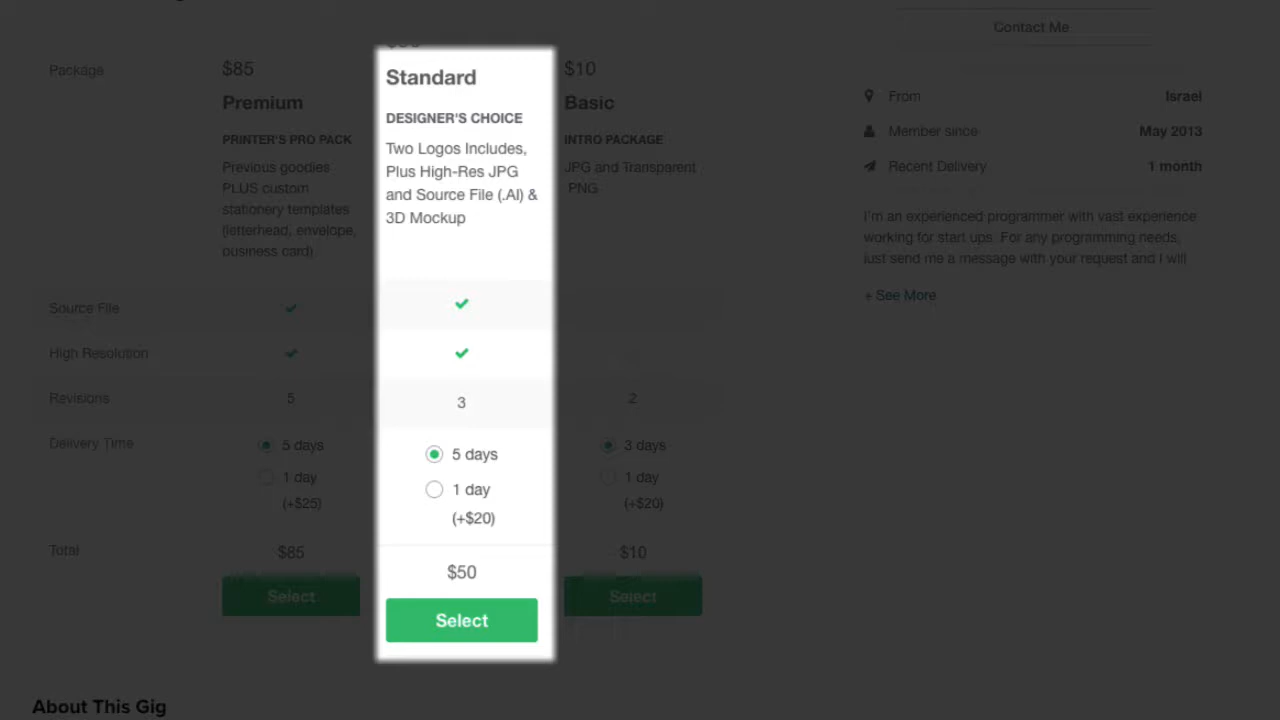 Contact Me
Package
$85
Premium
PRINTER'S PRO PACK
Previous goodies
PLUS custom
stationery templates
(letterhead, envelope,
business card).
Standard
DESIGNER'S CHOICE
Two Logos Includes,
Plus High-Res JPG
and Source File (.AI) &
3D Mockup
$10
Basic
INTRO PACKAGE
JPG and Transparent
PNG
From Israel
Member since May 2013
Recent Delivery 1 month
I'm an experienced programmer with vast experience
working for start ups. For any programming needs,
just send me a message with your request and I will
+ See More
Source File
High Resolution
Revisions 5 3 2
Delivery Time 5 days 5 days 3 days
1 day 1 day 1 day
(+$25) (+$20) (+$20)
Total $85 $50 $10
Select Select Select
About This Gig